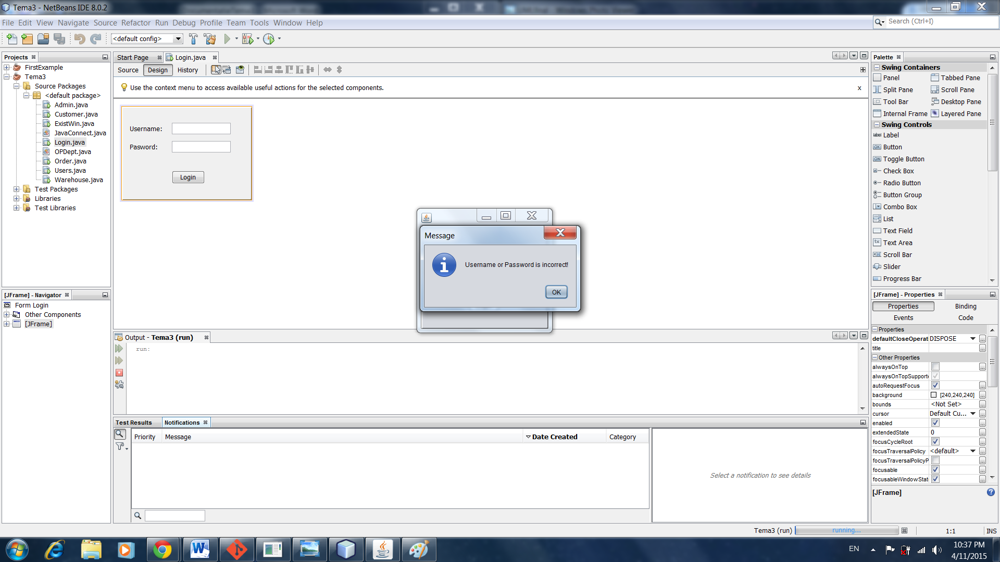 Tema3 - NetBeans IDE 8.0.2
File Edit View Navigate Source Refactor Run Debug Profile Team Tools Window Help
Search (Ctrl+I)
<default config>
Projects
FirstExample
Tema3
Source Packages
<default package>
Admin.java
Customer.java
ExistWin.java
JavaConnect.java
Login.java
OPDept.java
Order.java
Users.java
Warehouse.java
Test Packages
Libraries
Test Libraries
[JFrame] - Navigator
Form Login
Other Components
[JFrame]
Start Page
Login.java
Source Design History
Use the context menu to access available useful actions for the selected components.
x
Username:
Pasword:
Login
Message
Username or Password is incorrect!
OK
Output - Tema3 (run)
run:
Test Results
Notifications
Priority Message Date Created Category
Select a notification to see details
Palette
Swing Containers
Panel Tabbed Pane
Split Pane Scroll Pane
Tool Bar Desktop Pane
Internal Frame Layered Pane
Swing Controls
label Label
OK Button
ON Toggle Button
Check Box
Radio Button
Button Group
Combo Box
List
Text Field
Text Area
Scroll Bar
Slider
Progress Bar
[JFrame] - Properties
Properties Binding
Events Code
Properties
defaultCloseOperat DISPOSE
title
Other Properties
alwaysOnTop
alwaysOnTopSupporte
autoRequestFocus
background [240,240,240]
bounds <Not Set>
cursor Default Cu...
enabled
extendedState 0
focusCycleRoot
focusTraversalPolicy <default>
focusTraversalPolicyP
focusable
focusableWindowStat
[JFrame]
Tema3 (run) running... 1:1 INS
EN
10:37 PM
4/11/2015